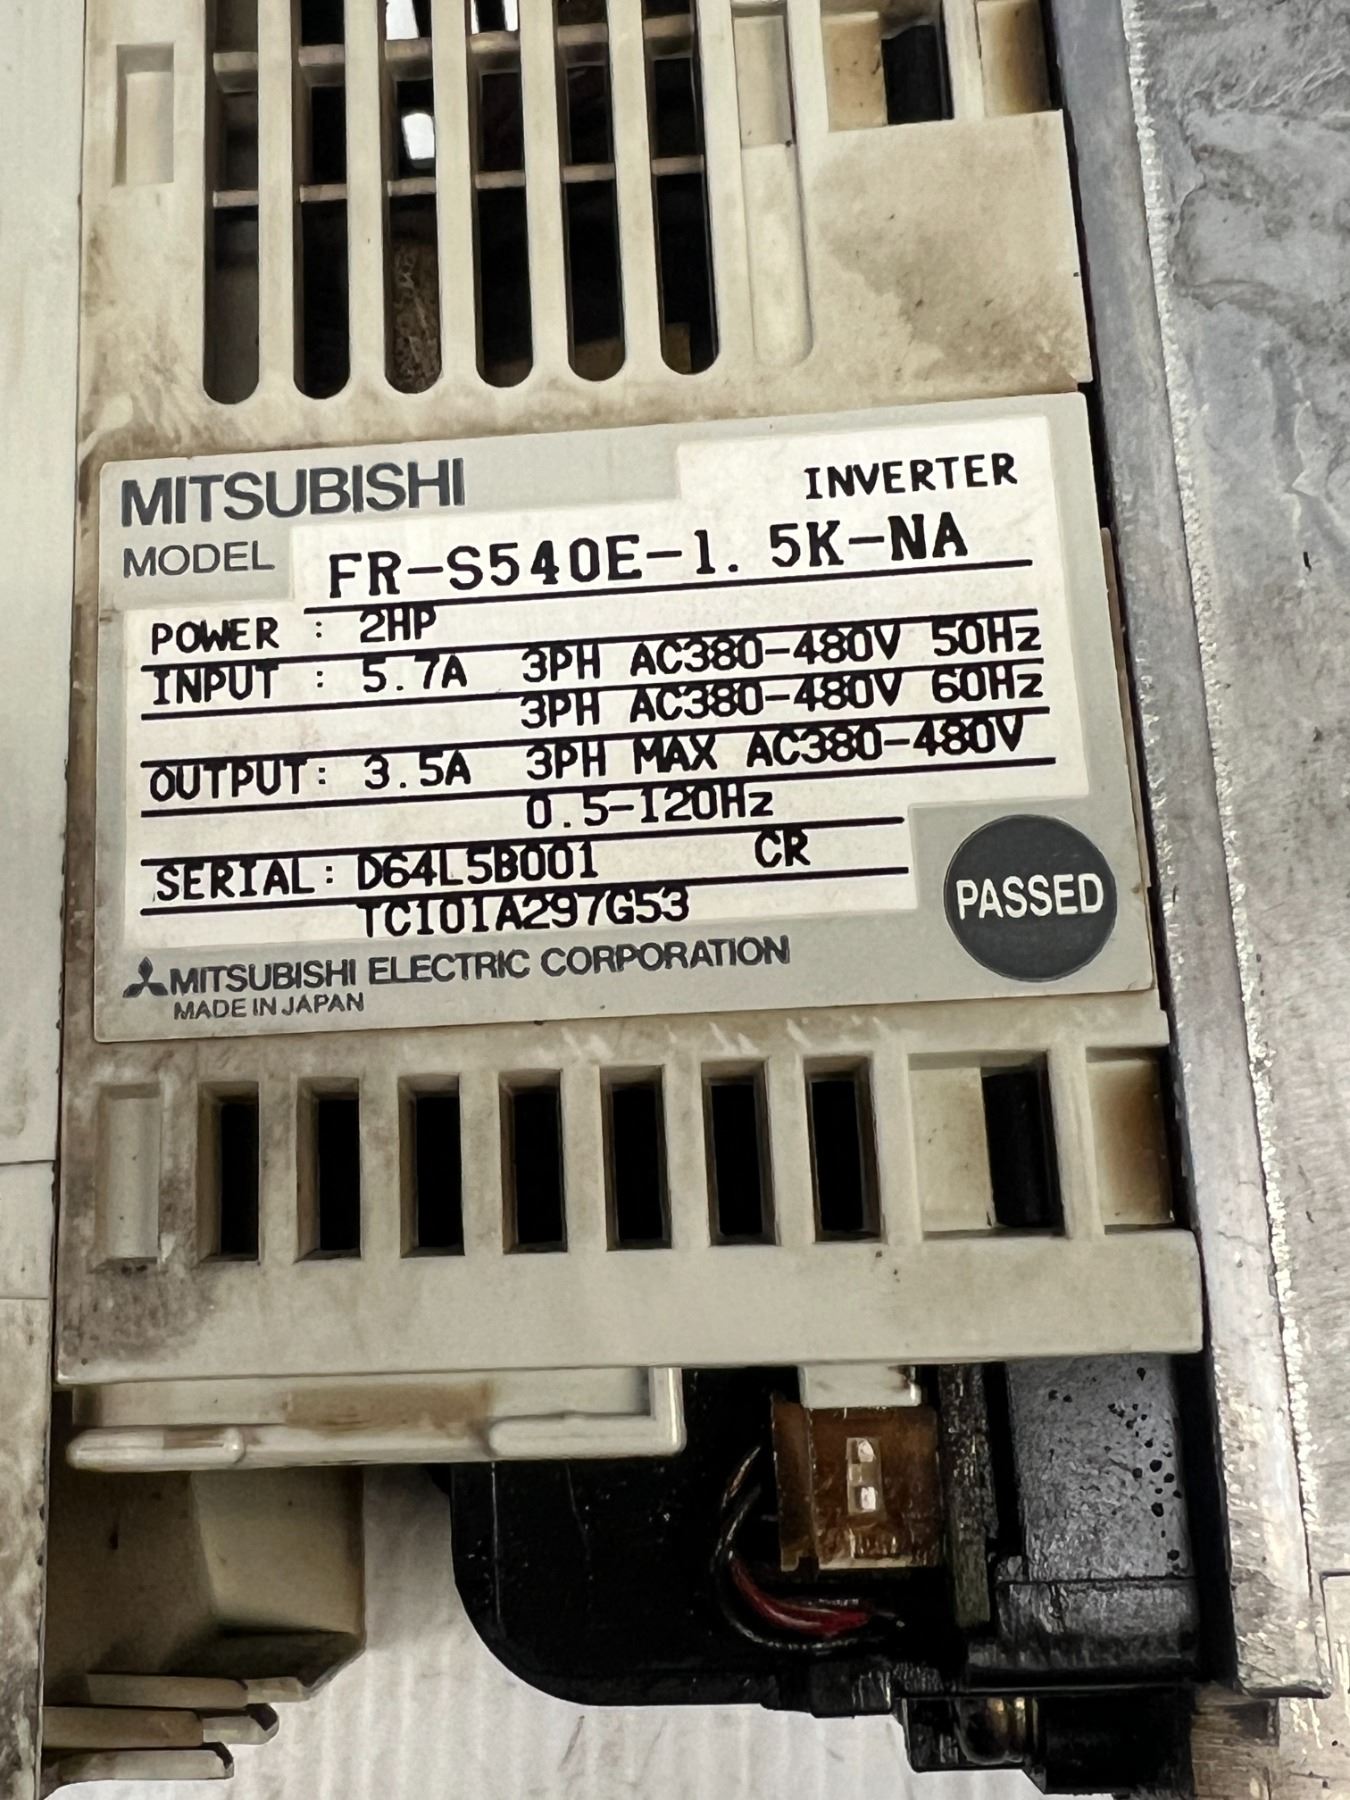 MITSUBISHI
INVERTER
MODEL FR-S540E-1.5K-NA
POWER : 2HP
INPUT : 5.7A 3PH AC380-480V 50Hz
3PH AC380-480V 60Hz
OUTPUT: 3.5A 3PH MAX AC380-480V
0.5-120Hz
SERIAL: D64L5B001 CR
TC101A297G53
PASSED
MITSUBISHI ELECTRIC CORPORATION
MADE IN JAPAN